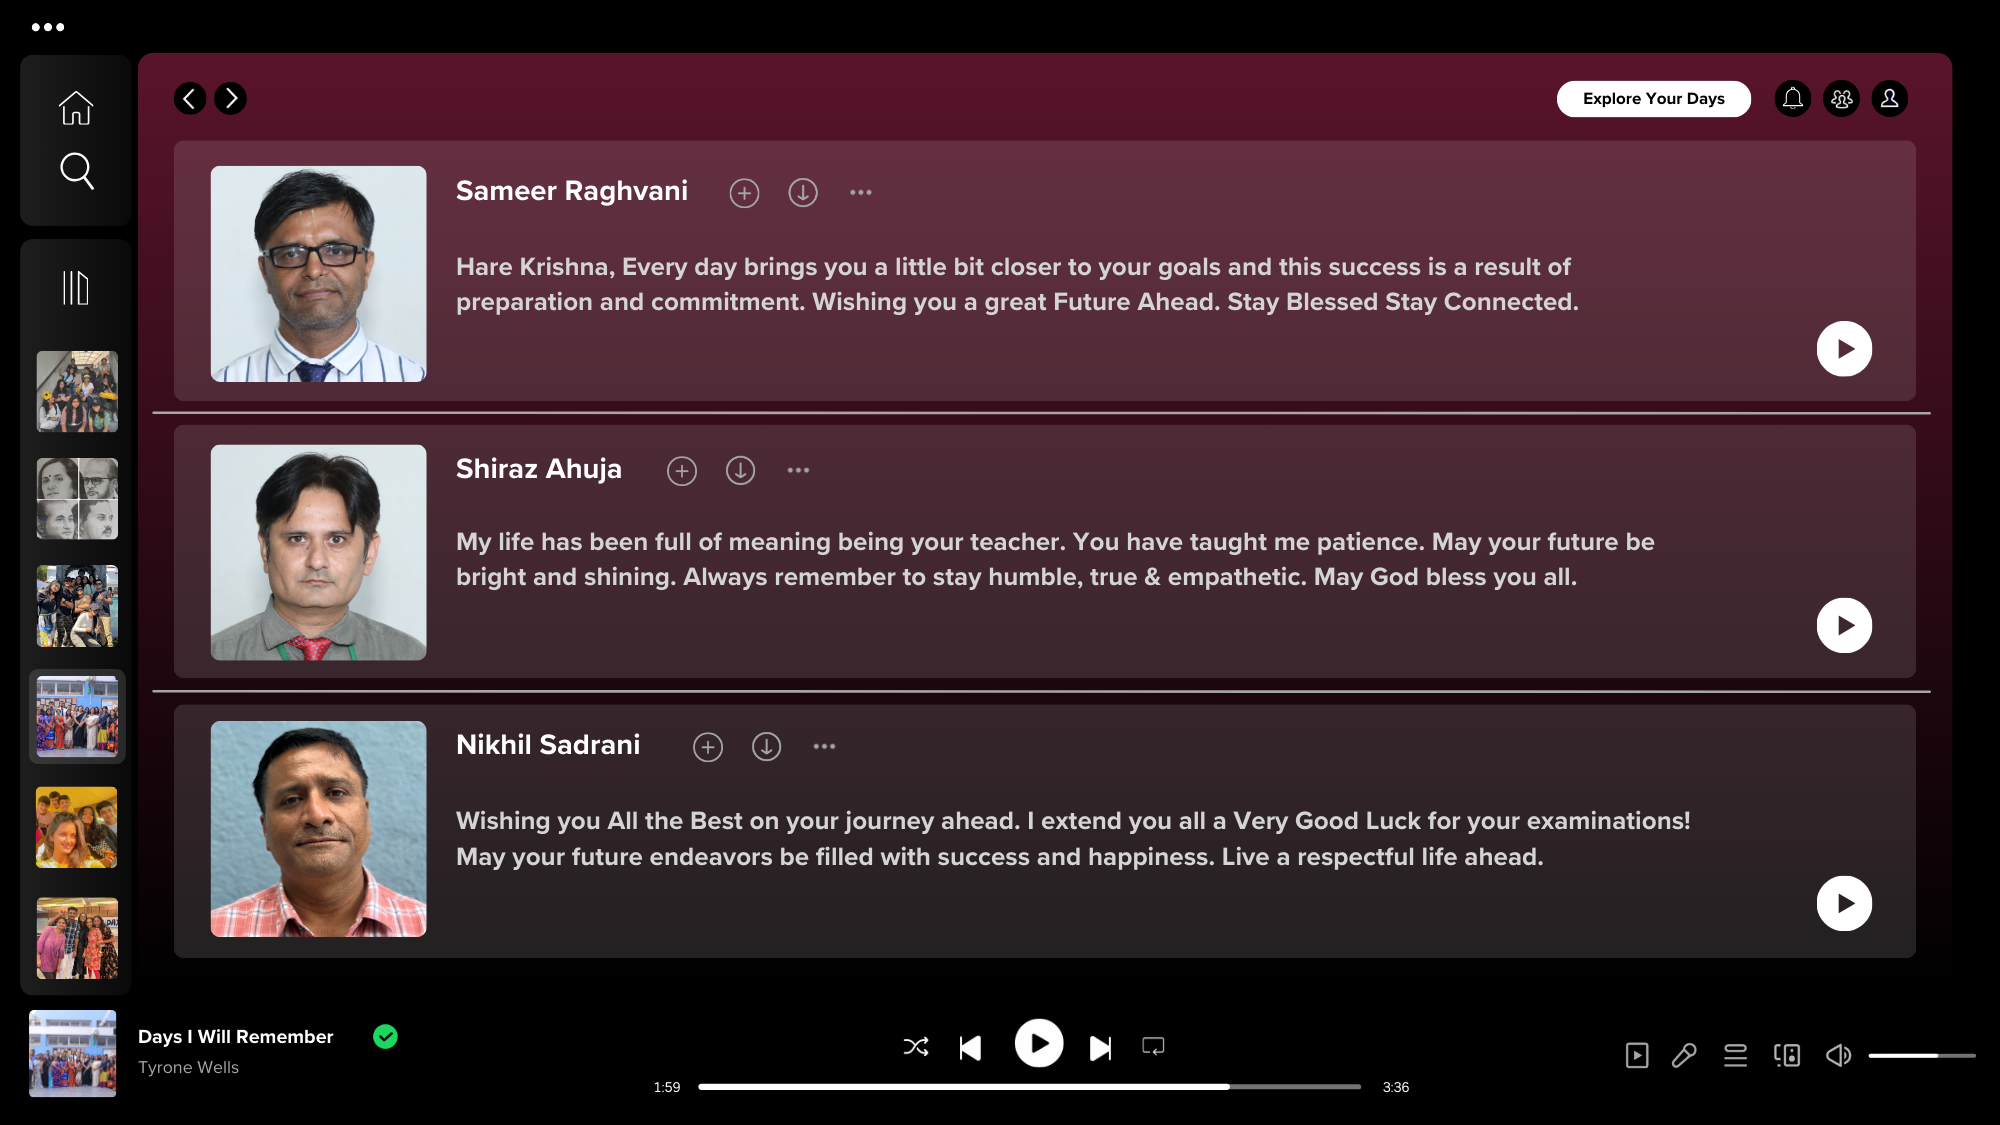 Explore Your Days
Sameer Raghvani
Hare Krishna, Every day brings you a little bit closer to your goals and this success is a result of
preparation and commitment. Wishing you a great Future Ahead. Stay Blessed Stay Connected.
Shiraz Ahuja
My life has been full of meaning being your teacher. You have taught me patience. May your future be
bright and shining. Always remember to stay humble, true & empathetic. May God bless you all.
Nikhil Sadrani
Wishing you All the Best on your journey ahead. I extend you all a Very Good Luck for your examinations!
May your future endeavors be filled with success and happiness. Live a respectful life ahead.
Days I Will Remember
Tyrone Wells
1:59
3:36